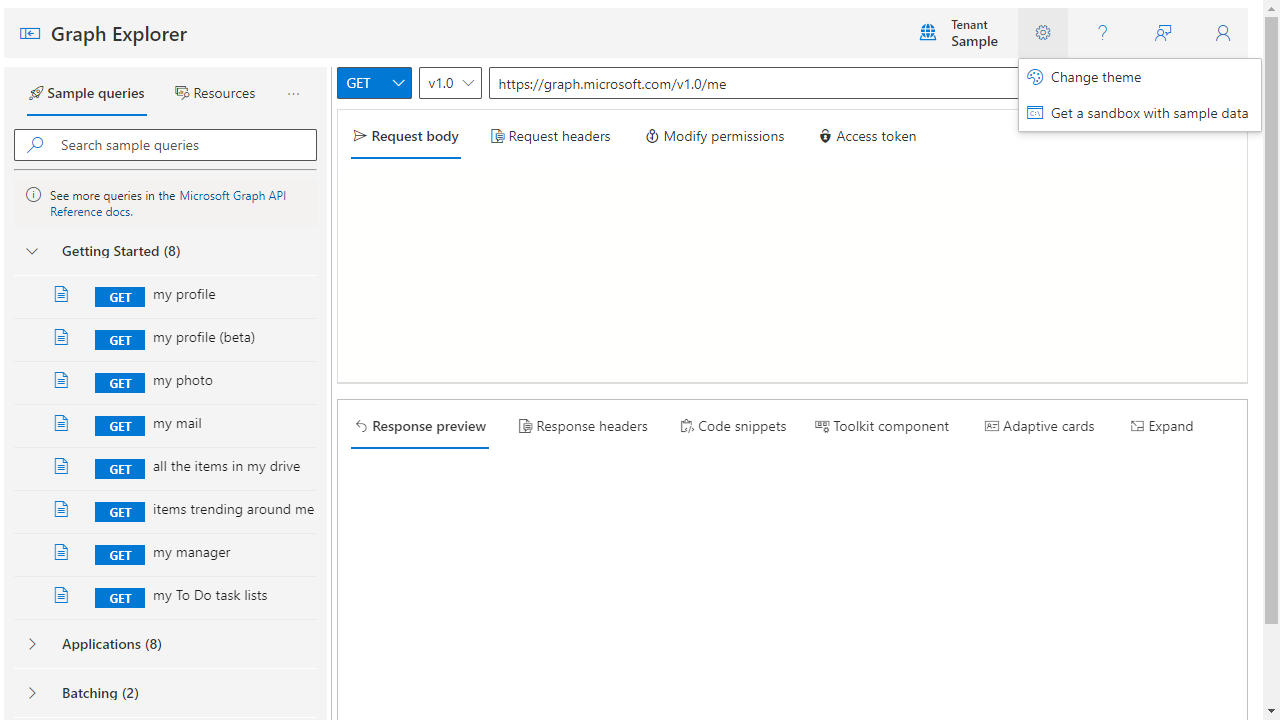 Graph Explorer
Tenant
Sample
?
Change theme
Get a sandbox with sample data
Sample queries
Resources
...
Search sample queries
See more queries in the Microsoft Graph API
Reference docs.
Getting Started (8)
GET my profile
GET my profile (beta)
GET my photo
GET my mail
GET all the items in my drive
GET items trending around me
GET my manager
GET my To Do task lists
Applications (8)
Batching (2)
GET
v1.0
https://graph.microsoft.com/v1.0/me
Request body
Request headers
Modify permissions
Access token
Response preview
Response headers
Code snippets
Toolkit component
Adaptive cards
Expand